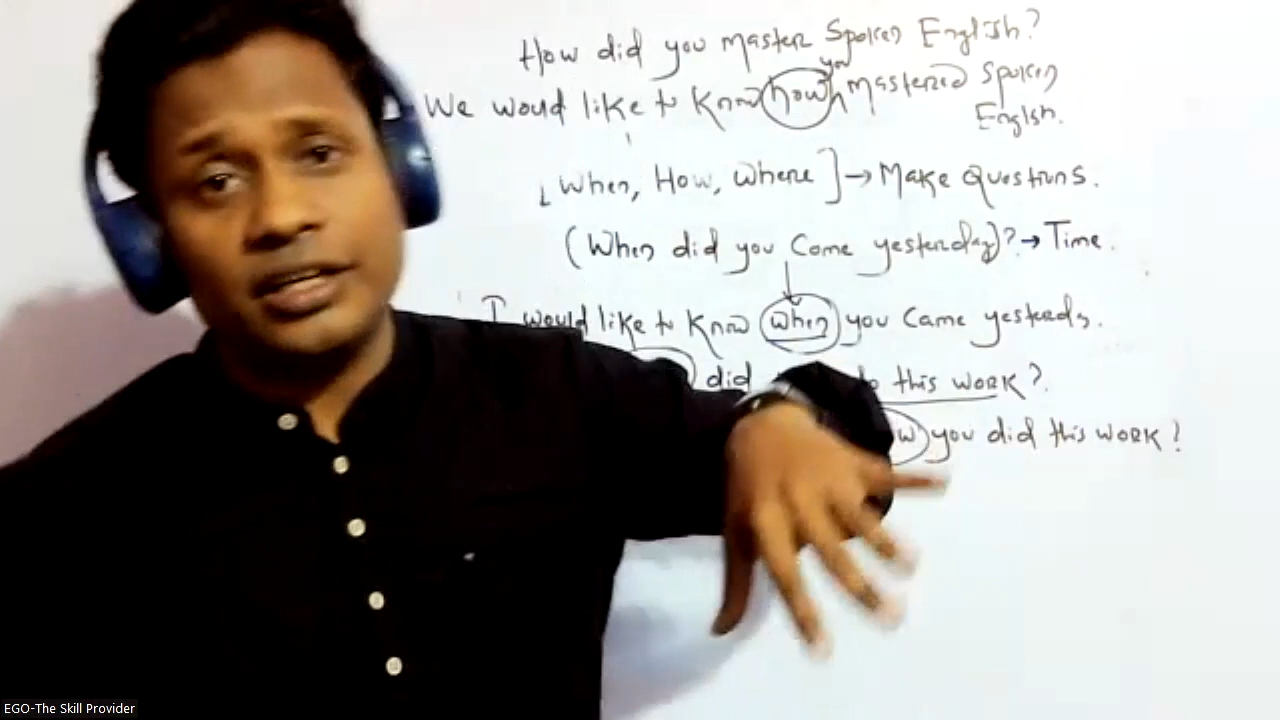 How did you master Spoken English?
you
We would like to know how mastered Spoken
English.
[When, How, Where] → Make Questions.
(When did you Come yesterday)? → Time.
I would like to know when you came yesterday.
did this work?
you did this work?
EGO-The Skill Provider